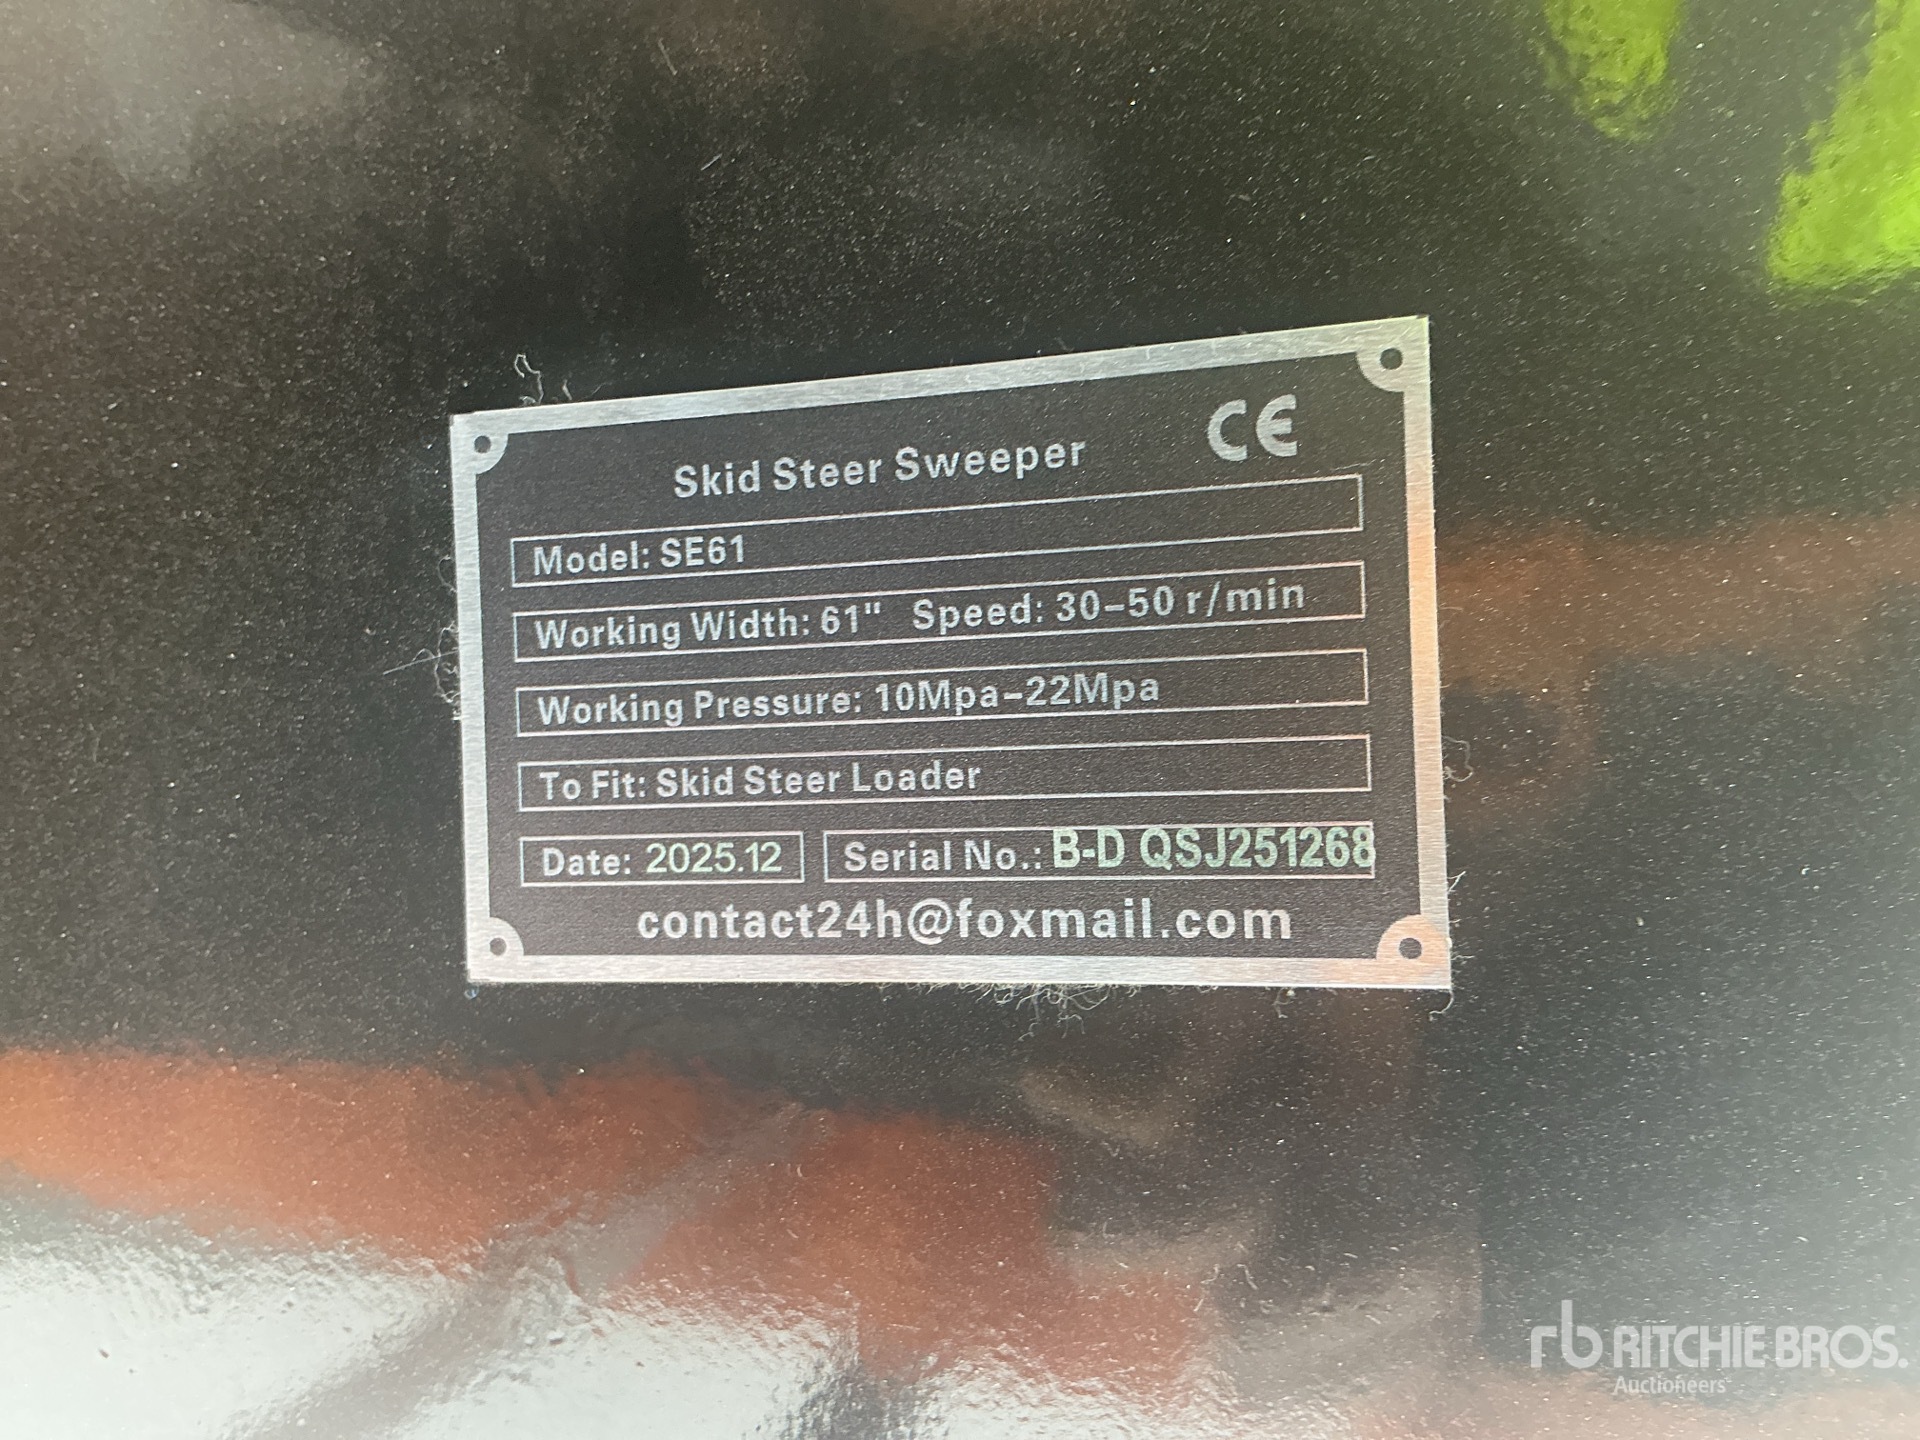 CE
Skid Steer Sweeper
Model: SE61
Working Width: 61" Speed: 30-50 r/min
Working Pressure: 10Mpa-22Mpa
To Fit: Skid Steer Loader
Date: 2025.12 Serial No.: B-D QSJ251268
contact24h@foxmail.com
rb RITCHIE BROS.
Auctioneers